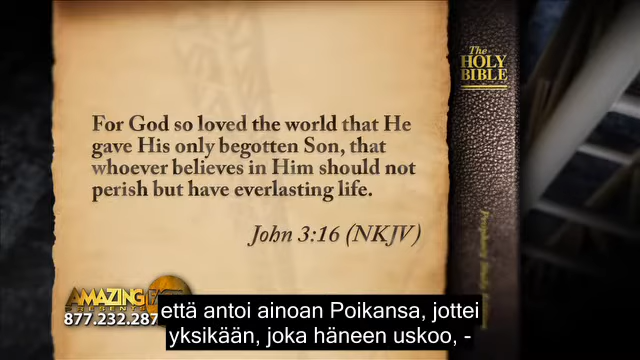 The
HOLY
BIBLE
For God so loved the world that He
gave His only begotten Son, that
whoever believes in Him should not
perish but have everlasting life.
John 3:16 (NKJV)
AMAZING
PRESENTS
877.232.287
että antoi ainoan Poikansa, jottei
yksikään, joka häneen uskoo, -